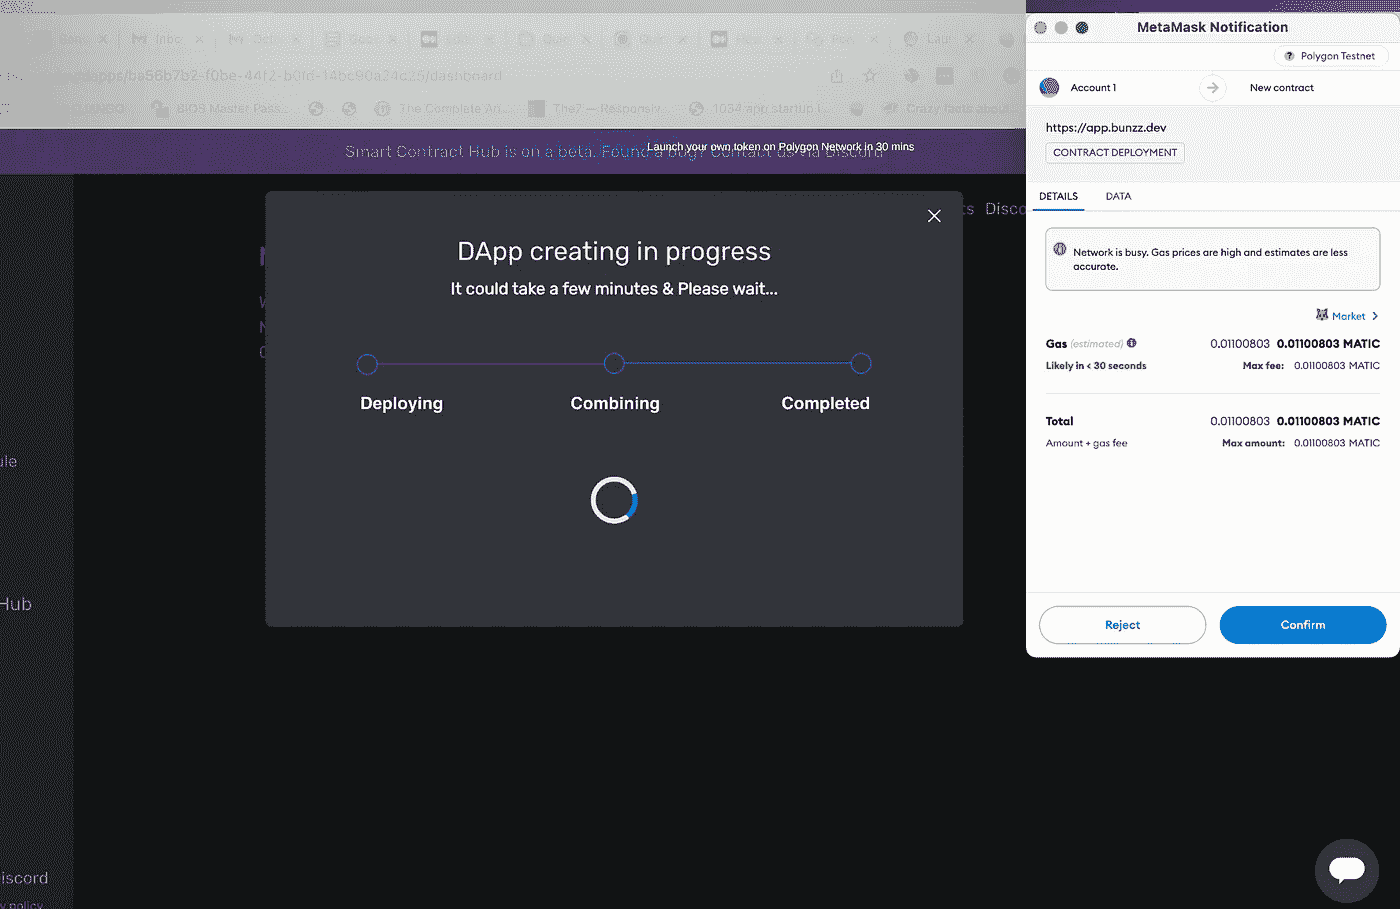 MetaMask Notification
Polygon Testnet
Account 1
New contract
https://app.bunzz.dev
CONTRACT DEPLOYMENT
DETAILS
DATA
Network is busy. Gas prices are high and estimates are less
accurate.
Market
Gas (estimated) 0.01100803 0.01100803 MATIC
Likely in < 30 seconds Max fee: 0.01100803 MATIC
Total 0.01100803 0.01100803 MATIC
Amount + gas fee Max amount: 0.01100803 MATIC
Reject
Confirm
Inbo
apps/be56b7b2-f0be-44f2-b0fd-14bc90a24c25/dashboard
BIOS Master Pass...
The Complete An...
The7 — Responsiv...
1034 app startup i...
Crazy facts about
Smart Contract Hub is on a beta. Found a bug? Contact us via Discord
Launch your own token on Polygon Network in 30 mins
ts Disco
DApp creating in progress
It could take a few minutes & Please wait...
Deploying
Combining
Completed
ule
Hub
iscord
y policy